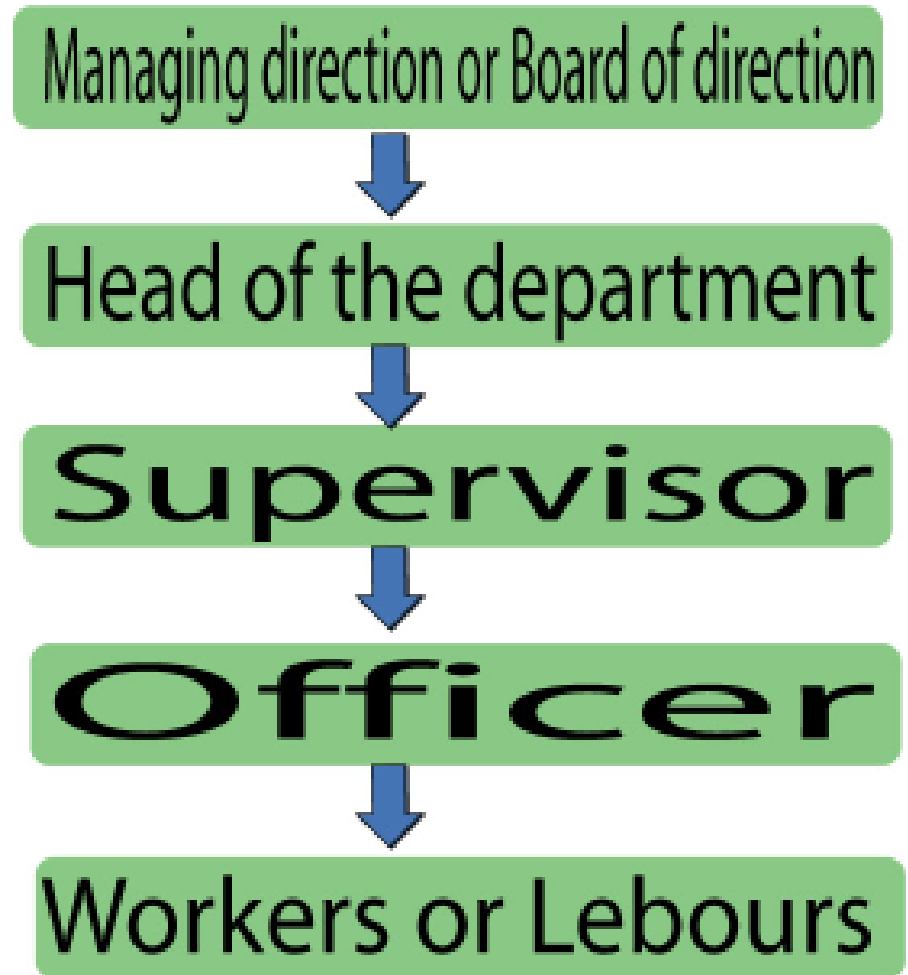 Managing direction or Board of direction
Head of the department
Supervisor
Officer
Workers or Lebours